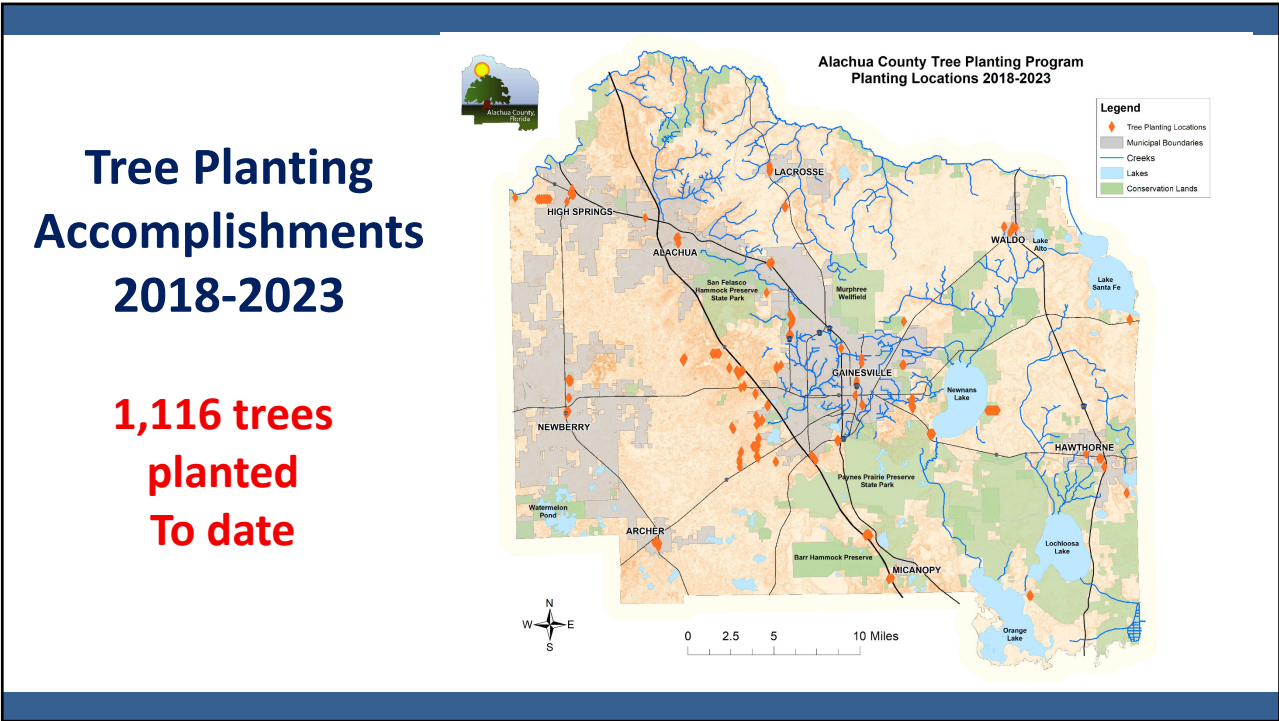 Tree Planting
Accomplishments
2018-2023
1,116 trees
planted
To date
Alachua County,
Florida
Alachua County Tree Planting Program
Planting Locations 2018-2023
Legend
Tree Planting Locations
Municipal Boundaries
Creeks
Lakes
Conservation Lands
LACROSSE
HIGH SPRINGS
ALACHUA
WALDO
Lake
Alto
Lake
Santa Fe
San Felasco
Hammock Preserve
State Park
Murphree
Wellfield
GAINESVILLE
Newnans
Lake
NEWBERRY
HAWTHORNE
Paynes Prairie Preserve
State Park
Watermelon
Pond
ARCHER
Lochloosa
Lake
Barr Hammock Preserve
MICANOPY
Orange
Lake
N
W E
S
0 2.5 5 10 Miles